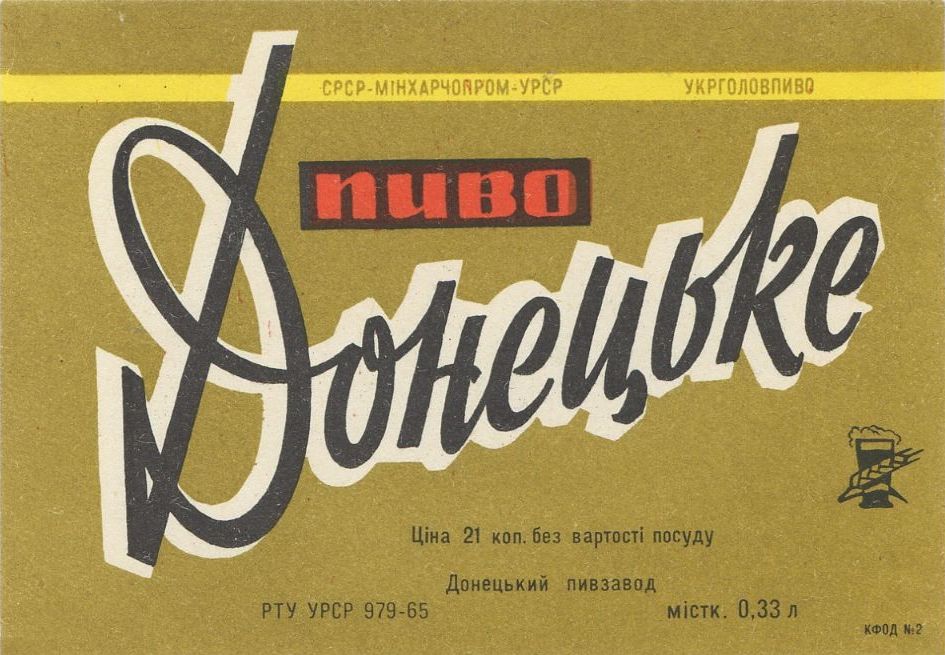 СРСР-МІНХАРЧОПРОМ-УРСР УКРГОЛОВПИВО
пиво
Донецьке
Ціна 21 коп. без вартості посуду
Донецький пивзавод
РТУ УРСР 979-65 містк. 0,33 л
КФОД №2